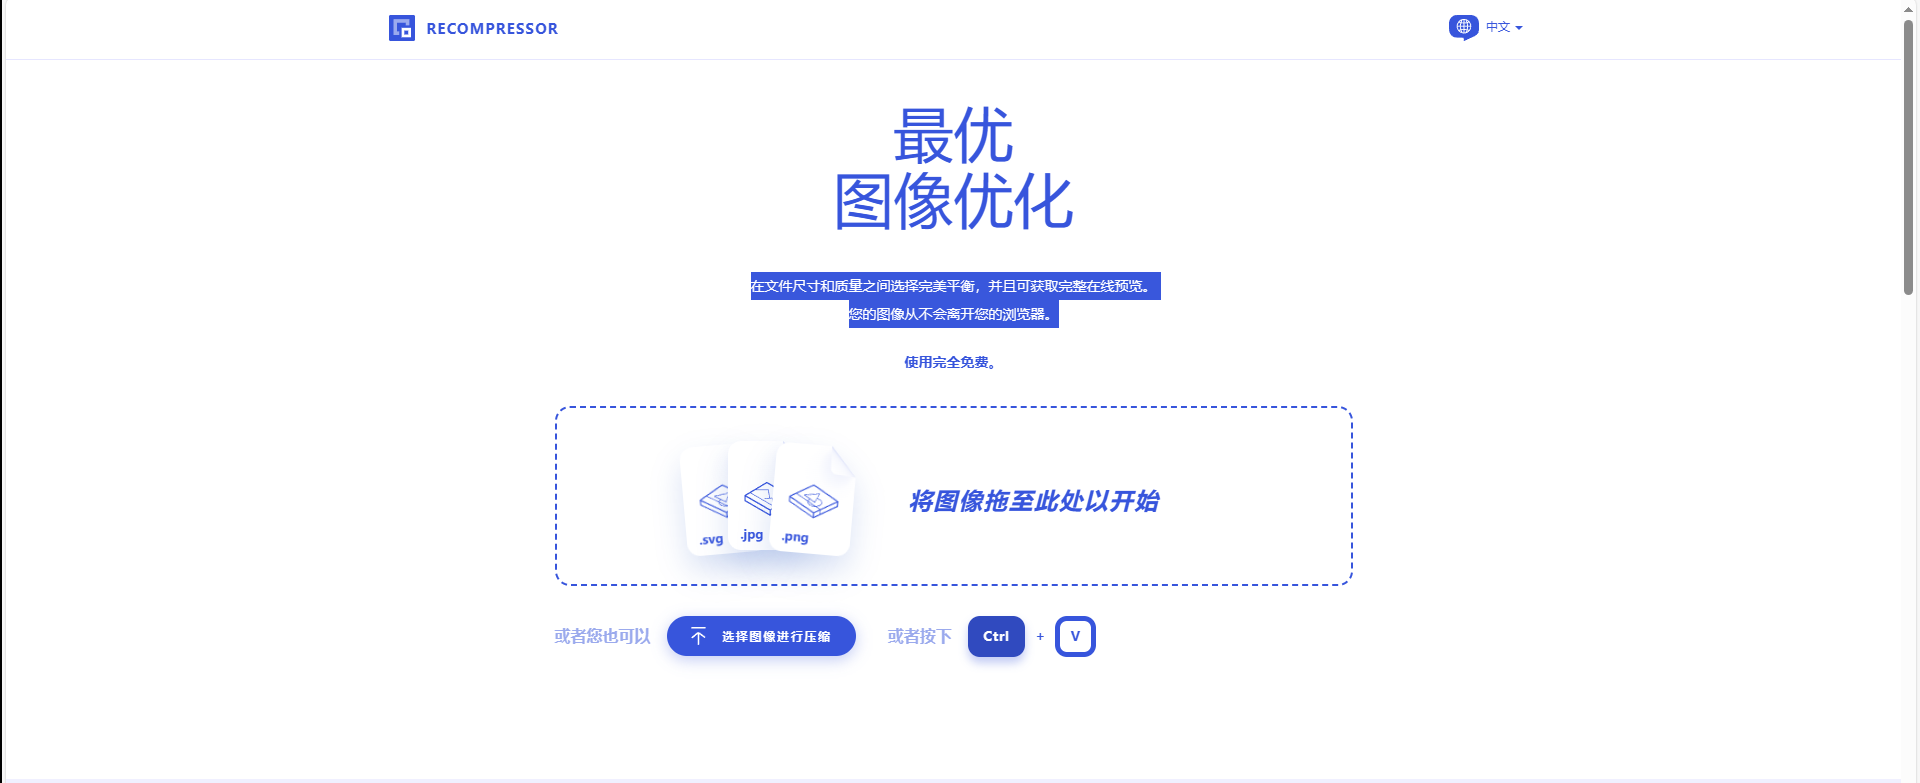 RECOMPRESSOR
中文
最优
图像优化
在文件尺寸和质量之间选择完美平衡，并且可获取完整在线预览。
您的图像从不会离开您的浏览器。
使用完全免费。
.svg .jpg .png
将图像拖至此处以开始
或者您也可以 选择图像进行压缩 或者按下 Ctrl + V